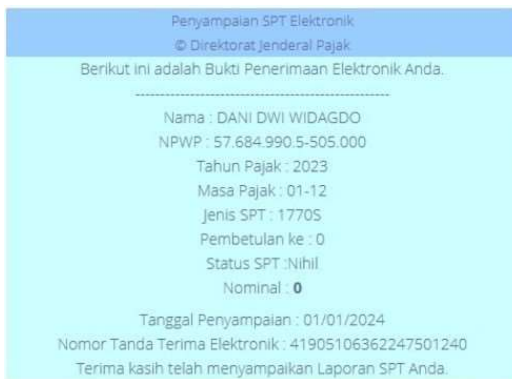 Penyampaian SPT Elektronik
© Direktorat Jenderal Pajak
Berikut ini adalah Bukti Penerimaan Elektronik Anda.
----------------------------------------------------
Nama : DANI DWI WIDAGDO
NPWP : 57.684.990.5-505.000
Tahun Pajak : 2023
Masa Pajak : 01-12
Jenis SPT : 1770S
Pembetulan ke : 0
Status SPT :Nihil
Nominal : 0
Tanggal Penyampaian : 01/01/2024
Nomor Tanda Terima Elektronik : 41905106362247501240
Terima kasih telah menyampaikan Laporan SPT Anda.